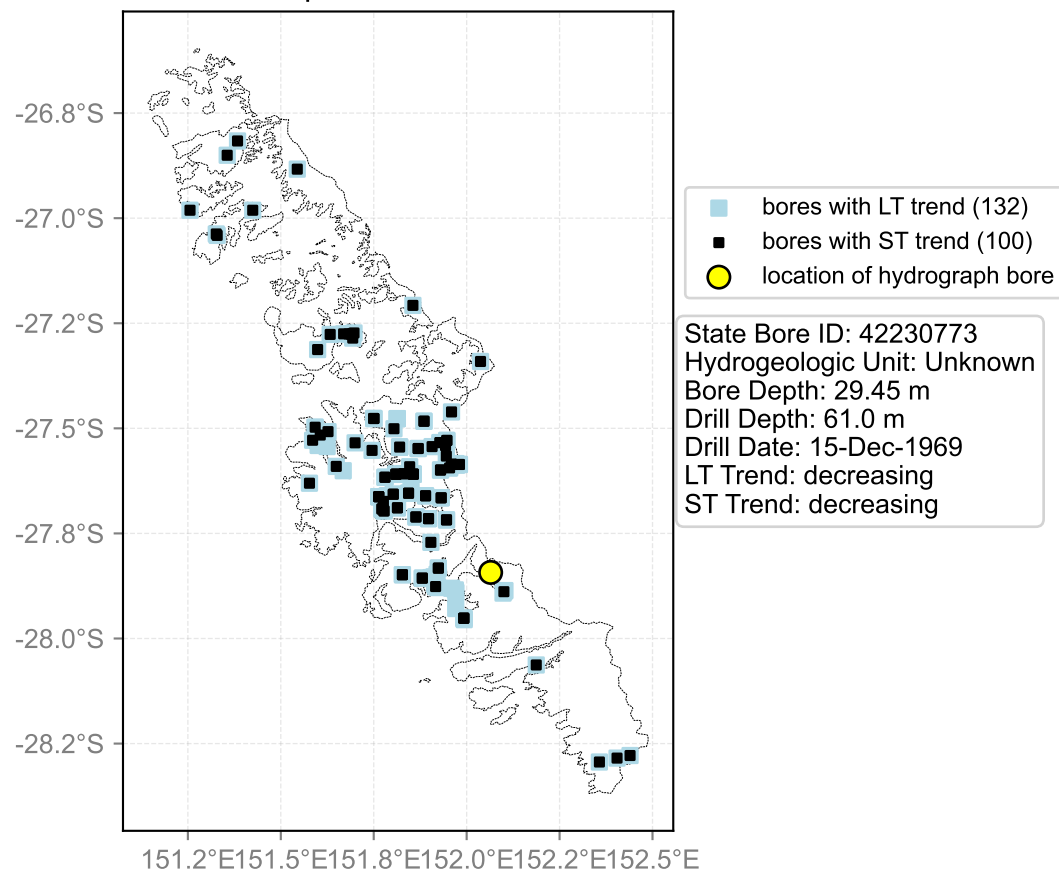 -26.8°S
-27.0°S
-27.2°S
-27.5°S
-27.8°S
-28.0°S
-28.2°S
151.2°E151.5°E151.8°E152.0°E152.2°E152.5°E
bores with LT trend (132)
bores with ST trend (100)
location of hydrograph bore
State Bore ID: 42230773
Hydrogeologic Unit: Unknown
Bore Depth: 29.45 m
Drill Depth: 61.0 m
Drill Date: 15-Dec-1969
LT Trend: decreasing
ST Trend: decreasing